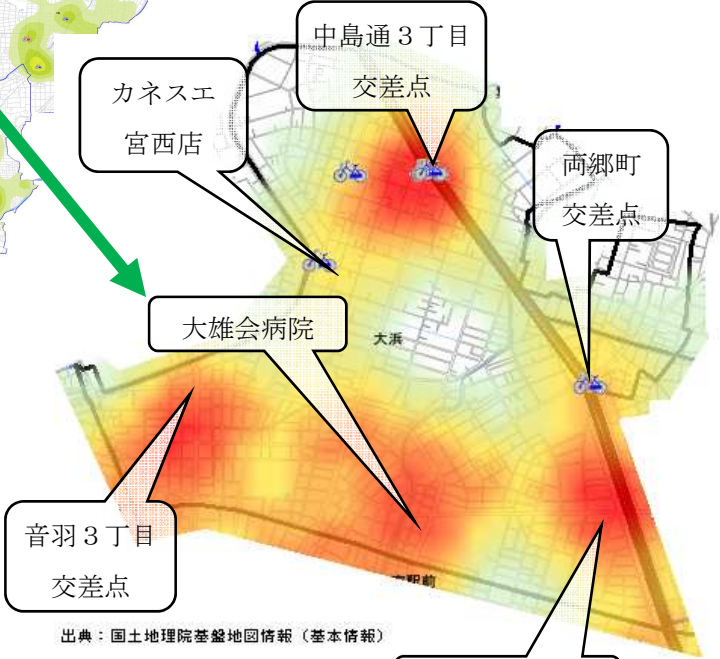 中島通３丁目
交差点
カネスエ
宮西店
両郷町
交差点
大雄会病院
大浜
音羽３丁目
交差点
駅前
出典：国土地理院基盤地図情報（基本情報）